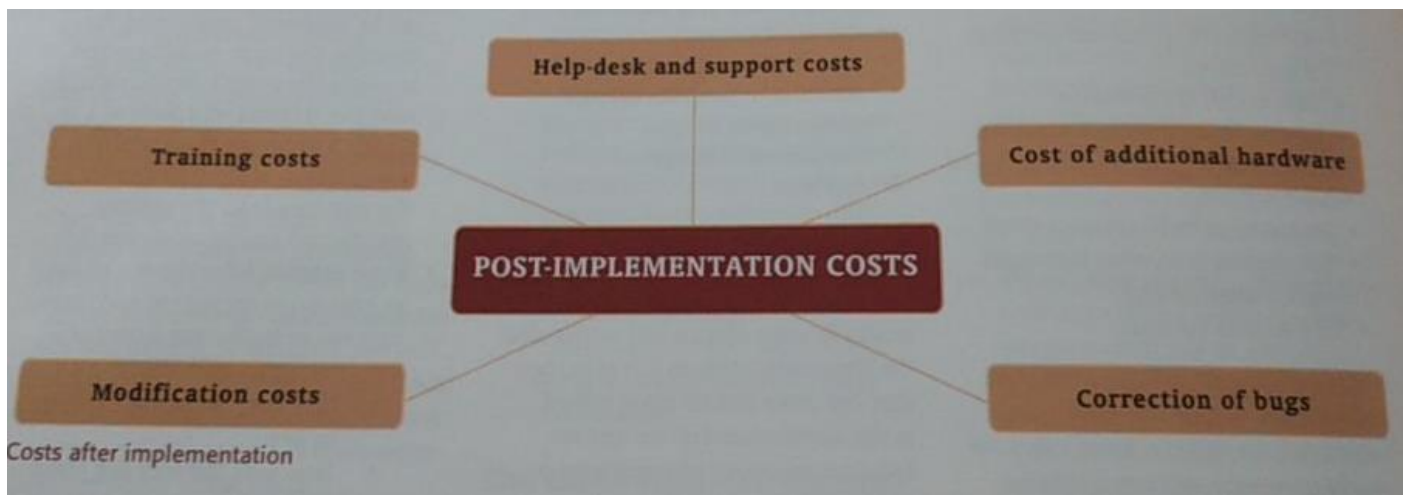 Help-desk and support costs
Training costs
Cost of additional hardware
POST-IMPLEMENTATION COSTS
Modification costs
Correction of bugs
Costs after implementation